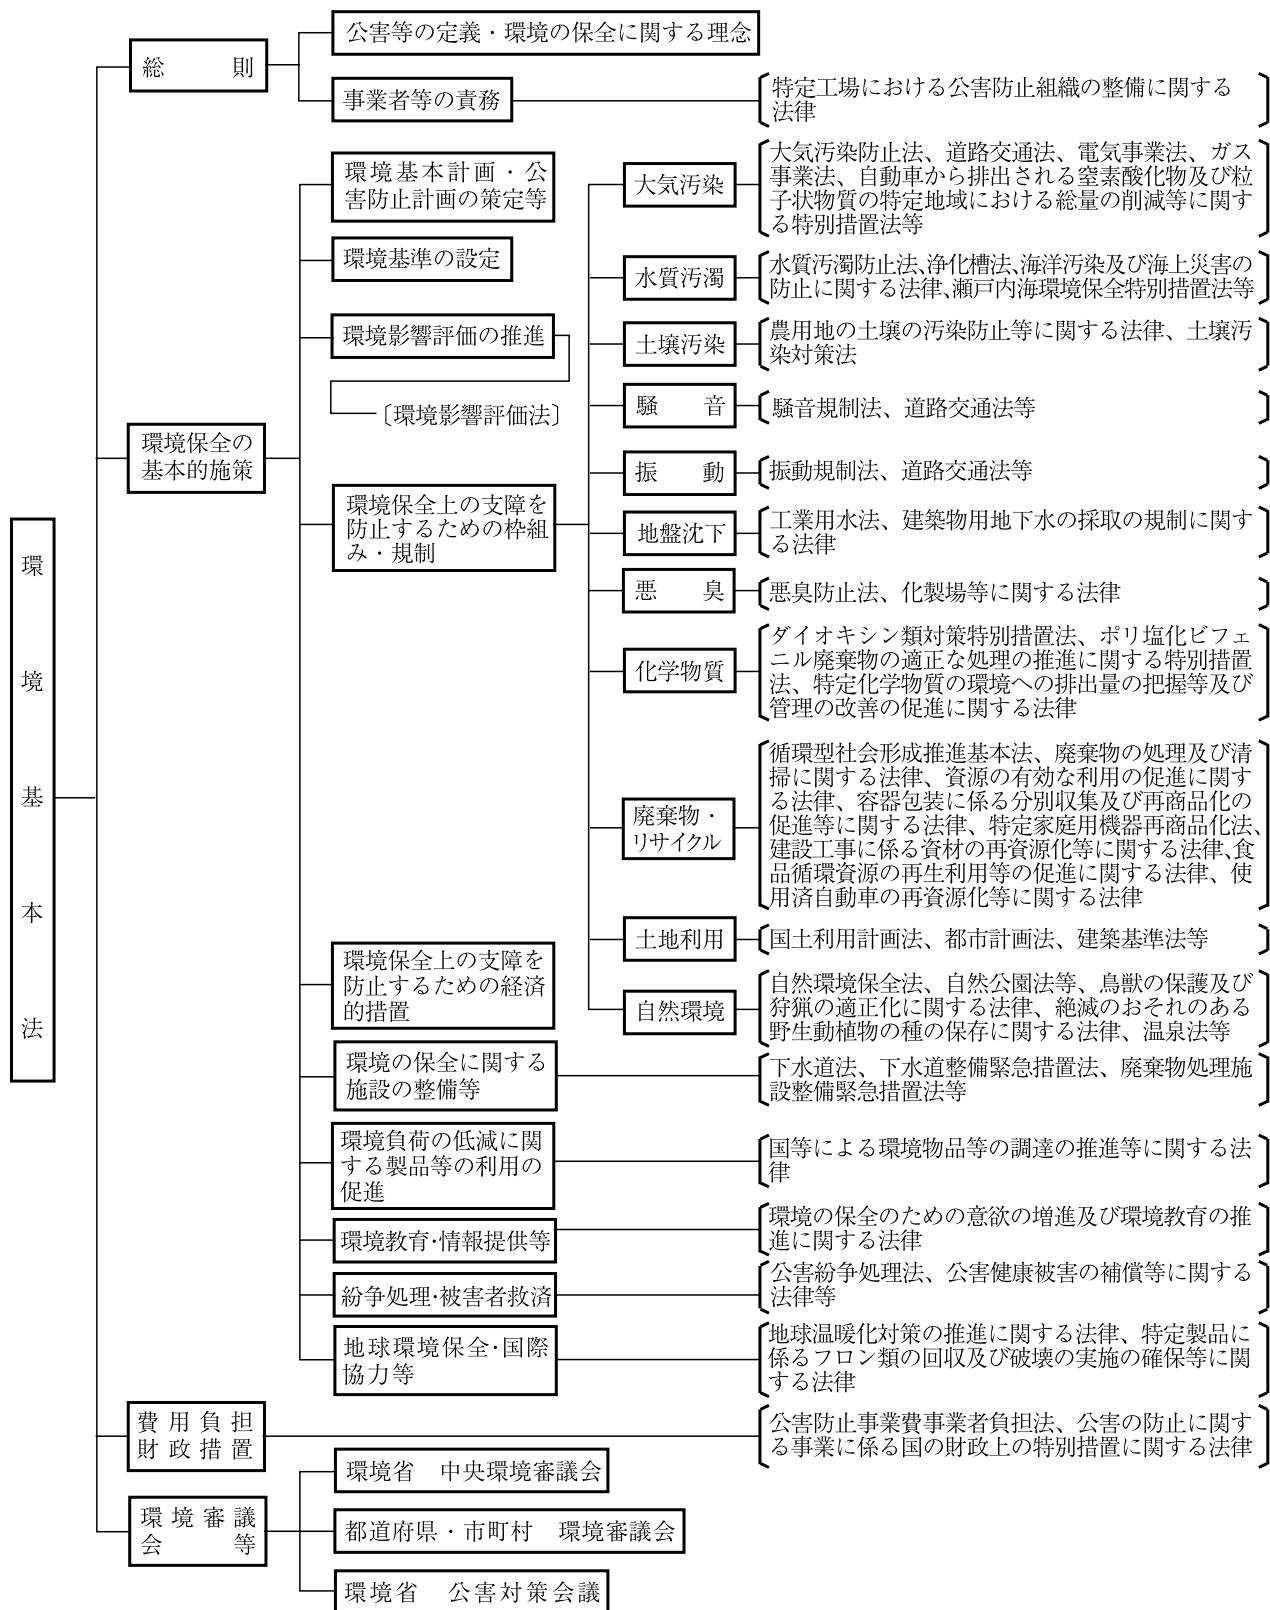 環境基本法
総　則
公害等の定義・環境の保全に関する理念
事業者等の責務
特定工場における公害防止組織の整備に関する
法律
環境保全の
基本的施策
環境基本計画・公
害防止計画の策定等
環境基準の設定
環境影響評価の推進
〔環境影響評価法〕
環境保全上の支障を
防止するための枠組
み・規制
大気汚染
大気汚染防止法、道路交通法、電気事業法、ガス
事業法、自動車から排出される窒素酸化物及び粒
子状物質の特定地域における総量の削減等に関す
る特別措置法等
水質汚濁
水質汚濁防止法、浄化槽法、海洋汚染及び海上災害の
防止に関する法律、瀬戸内海環境保全特別措置法等
土壌汚染
農用地の土壌の汚染防止等に関する法律、土壌汚
染対策法
騒　音
騒音規制法、道路交通法等
振　動
振動規制法、道路交通法等
地盤沈下
工業用水法、建築物用地下水の採取の規制に関す
る法律
悪　臭
悪臭防止法、化製場等に関する法律
化学物質
ダイオキシン類対策特別措置法、ポリ塩化ビフェ
ニル廃棄物の適正な処理の推進に関する特別措置
法、特定化学物質の環境への排出量の把握等及び
管理の改善の促進に関する法律
廃棄物・
リサイクル
循環型社会形成推進基本法、廃棄物の処理及び清
掃に関する法律、資源の有効な利用の促進に関す
る法律、容器包装に係る分別収集及び再商品化の
促進等に関する法律、特定家庭用機器再商品化法、
建設工事に係る資材の再資源化等に関する法律、食
品循環資源の再生利用等の促進に関する法律、使
用済自動車の再資源化等に関する法律
土地利用
国土利用計画法、都市計画法、建築基準法等
自然環境
自然環境保全法、自然公園法等、鳥獣の保護及び
狩猟の適正化に関する法律、絶滅のおそれのある
野生動植物の種の保存に関する法律、温泉法等
環境保全上の支障を
防止するための経済
的措置
環境の保全に関する
施設の整備等
下水道法、下水道整備緊急措置法、廃棄物処理施
設整備緊急措置法等
環境負荷の低減に関
する製品等の利用の
促進
国等による環境物品等の調達の推進等に関する法
律
環境教育・情報提供等
環境の保全のための意欲の増進及び環境教育の推
進に関する法律
紛争処理・被害者救済
公害紛争処理法、公害健康被害の補償等に関する
法律等
地球環境保全・国際
協力等
地球温暖化対策の推進に関する法律、特定製品に
係るフロン類の回収及び破壊の実施の確保等に関
する法律
費用負担
財政措置
公害防止事業費事業者負担法、公害の防止に関す
る事業に係る国の財政上の特別措置に関する法律
環境審議
会　等
環境省　中央環境審議会
都道府県・市町村　環境審議会
環境省　公害対策会議